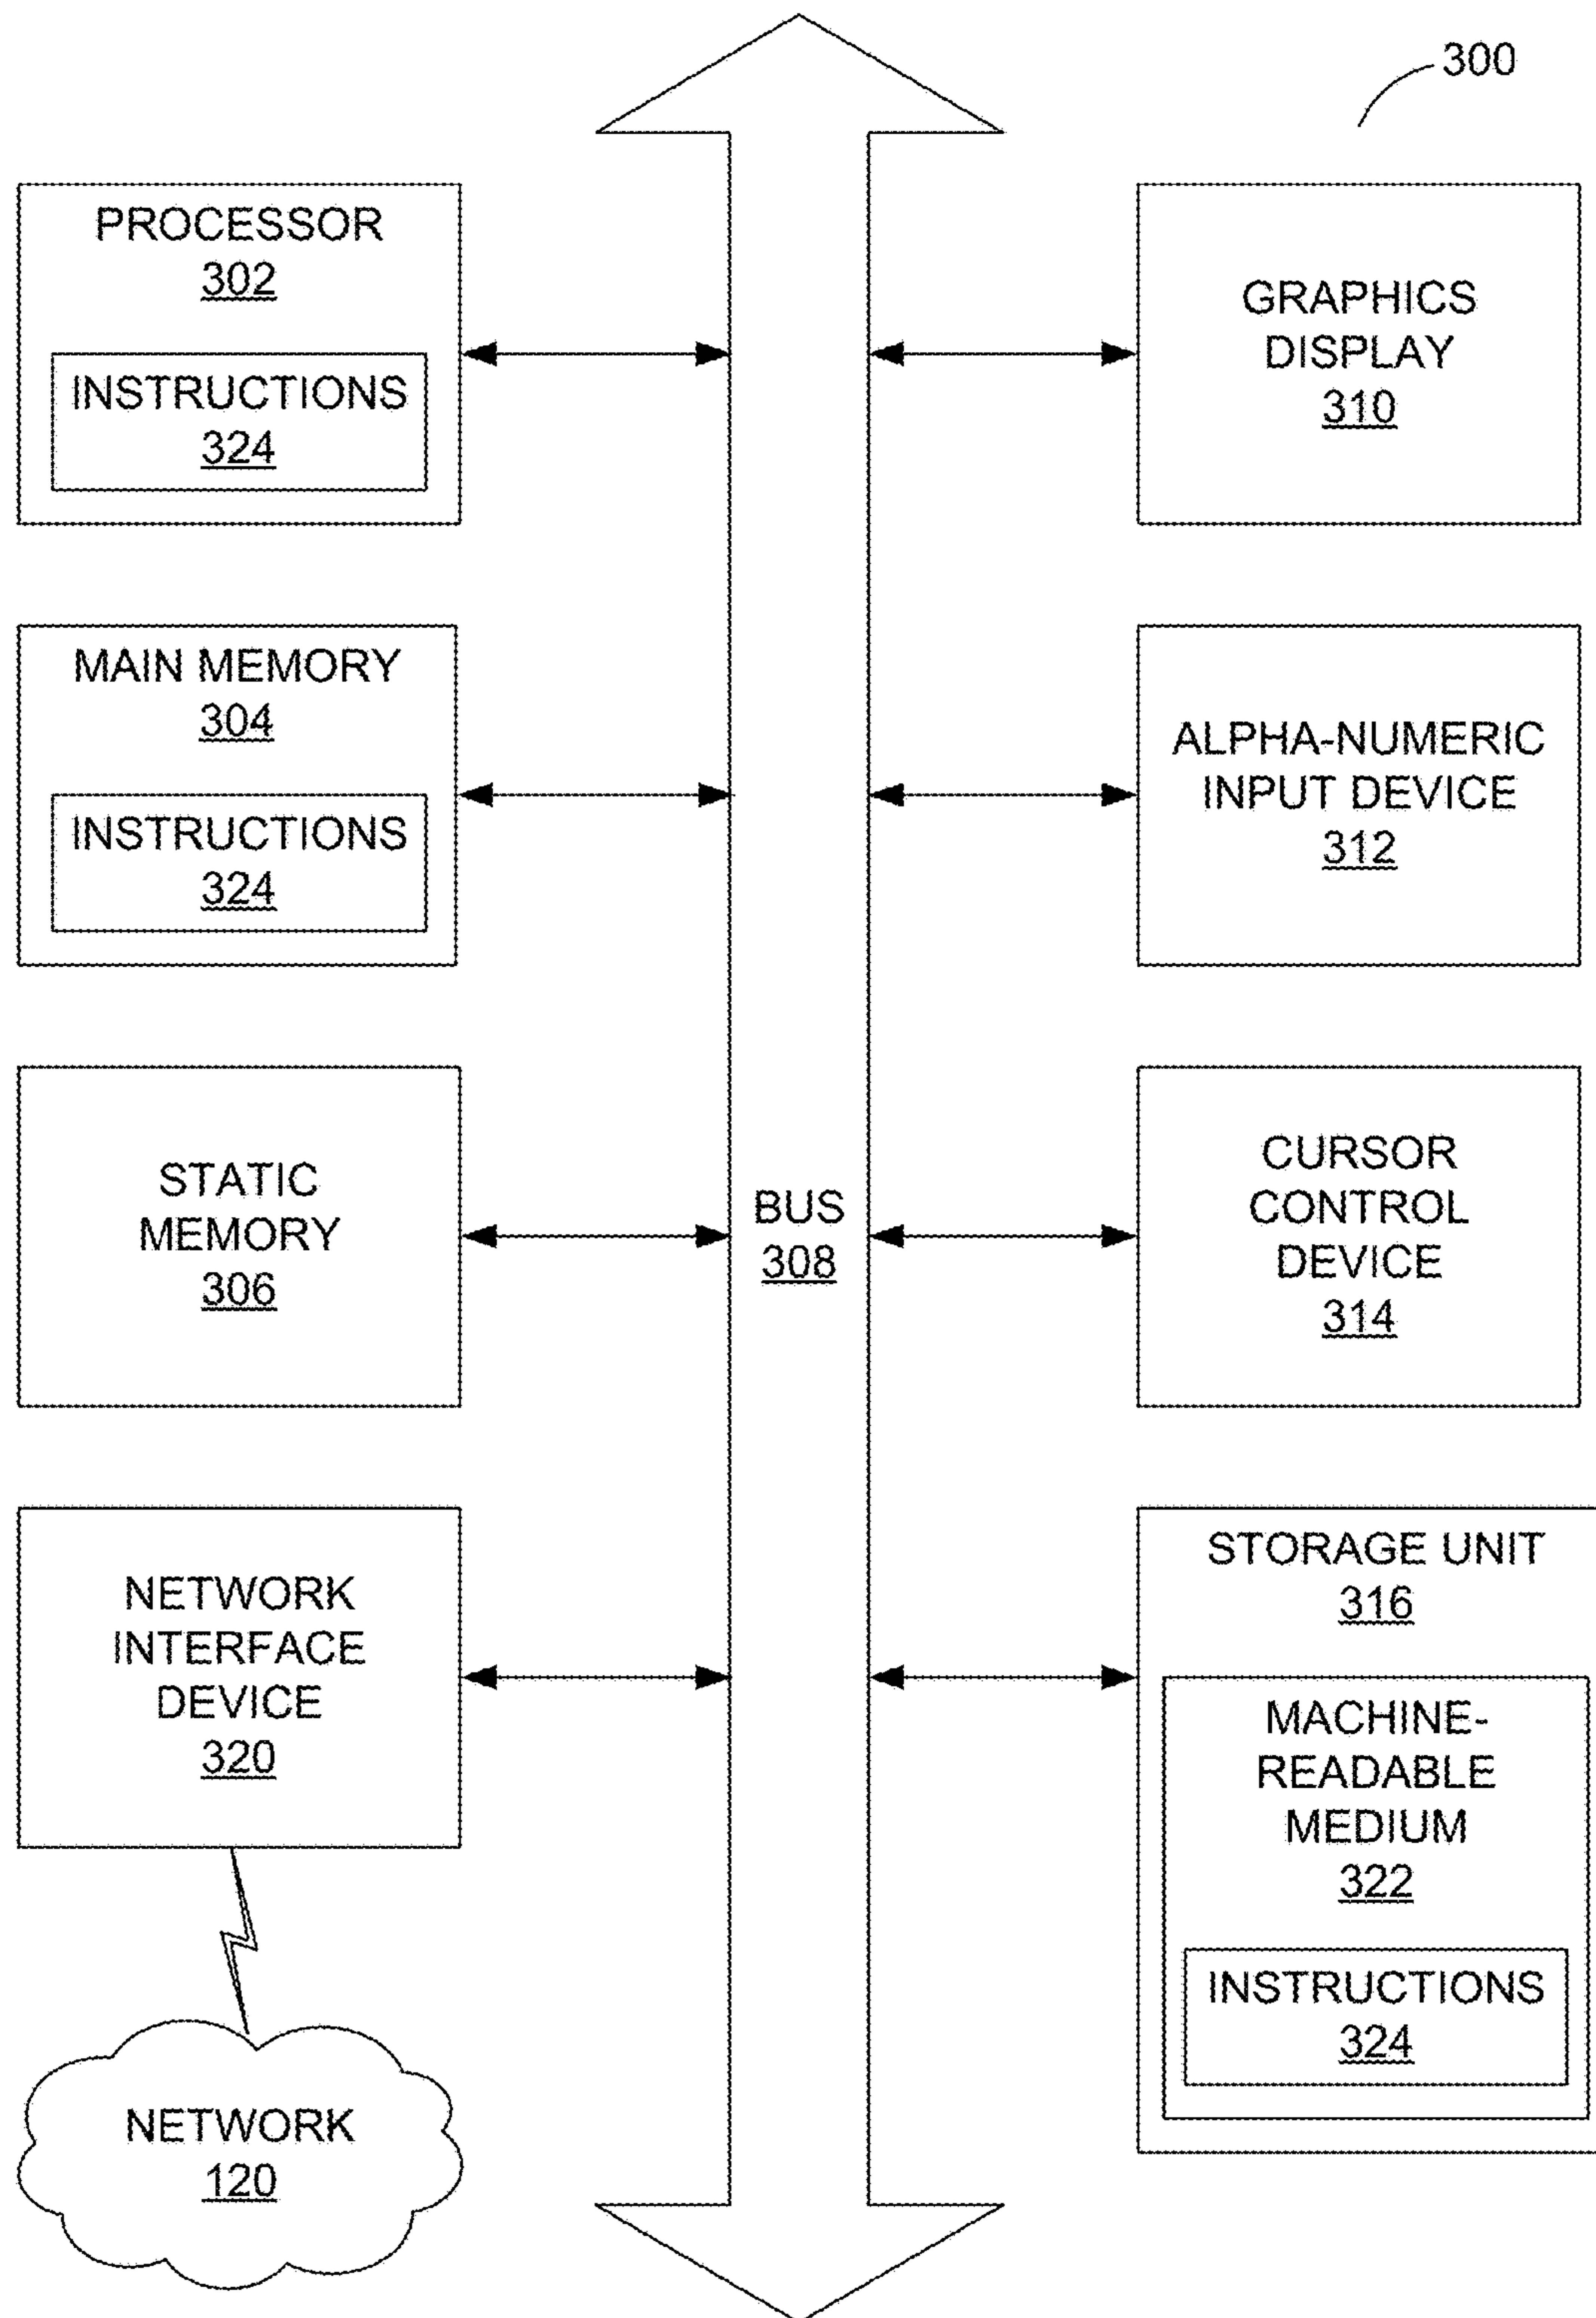 300
PROCESSOR
302
INSTRUCTIONS
324
GRAPHICS
DISPLAY
310
MAIN MEMORY
304
INSTRUCTIONS
324
ALPHA-NUMERIC
INPUT DEVICE
312
STATIC
MEMORY
306
BUS
308
CURSOR
CONTROL
DEVICE
314
NETWORK
INTERFACE
DEVICE
320
STORAGE UNIT
316
MACHINE-
READABLE
MEDIUM
322
INSTRUCTIONS
324
NETWORK
120